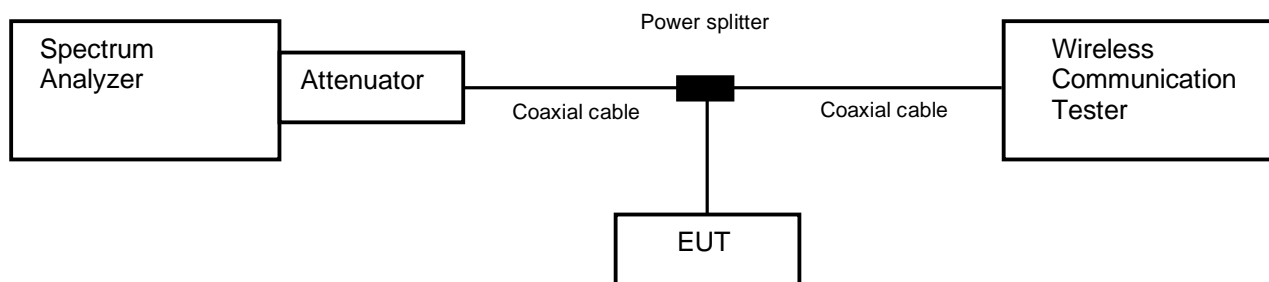 Power splitter
Spectrum
Analyzer
Attenuator
Wireless
Communication
Tester
Coaxial cable
Coaxial cable
EUT